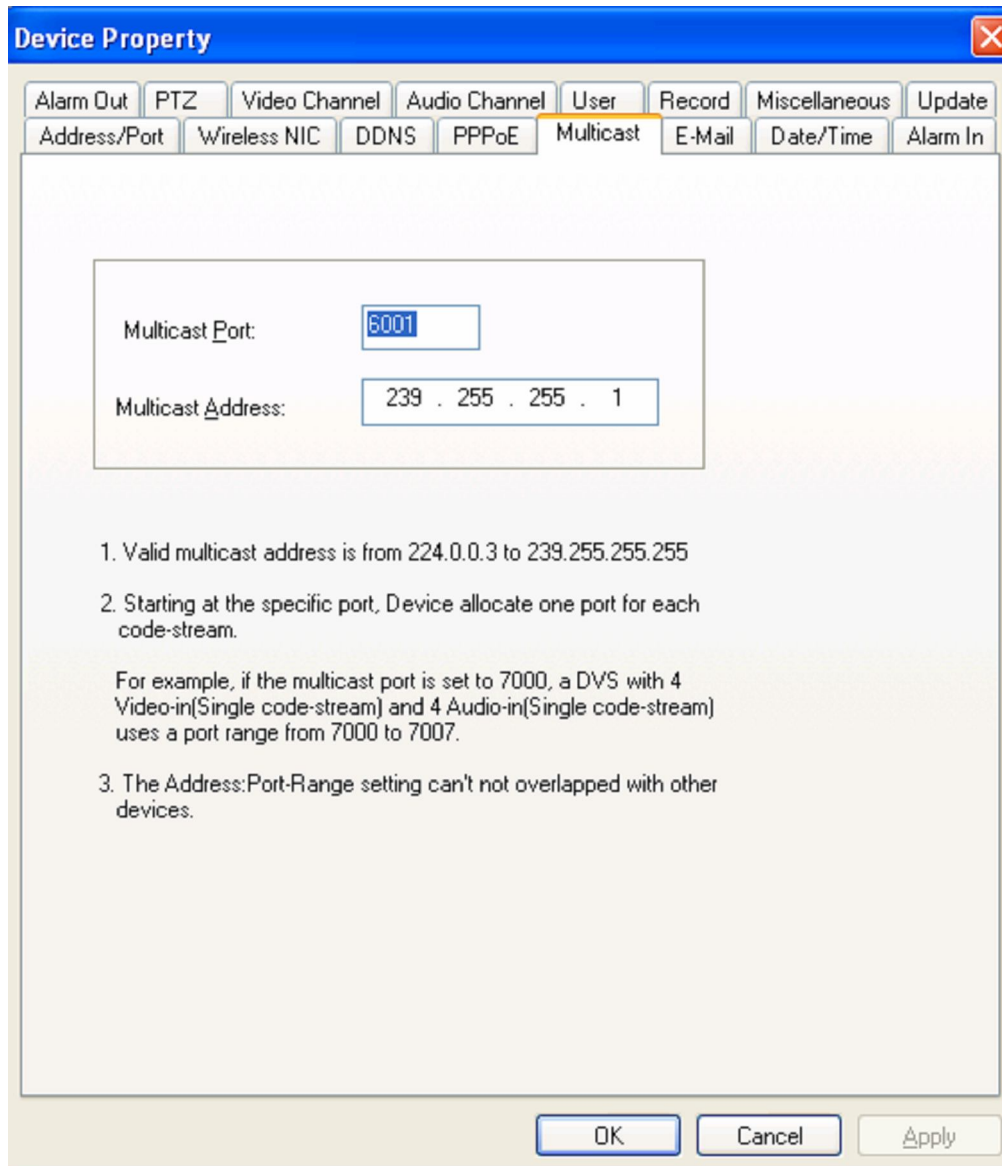 Device Property
Alarm Out PTZ Video Channel Audio Channel User Record Miscellaneous Update
Address/Port Wireless NIC DDNS PPPoE Multicast E-Mail Date/Time Alarm In
Multicast Port: 6001
Multicast Address: 239 . 255 . 255 . 1
1. Valid multicast address is from 224.0.0.3 to 239.255.255.255
2. Starting at the specific port, Device allocate one port for each
code-stream.
For example, if the multicast port is set to 7000, a DVS with 4
Video-in(Single code-stream) and 4 Audio-in(Single code-stream)
uses a port range from 7000 to 7007.
3. The Address:Port-Range setting can't not overlapped with other
devices.
OK Cancel Apply